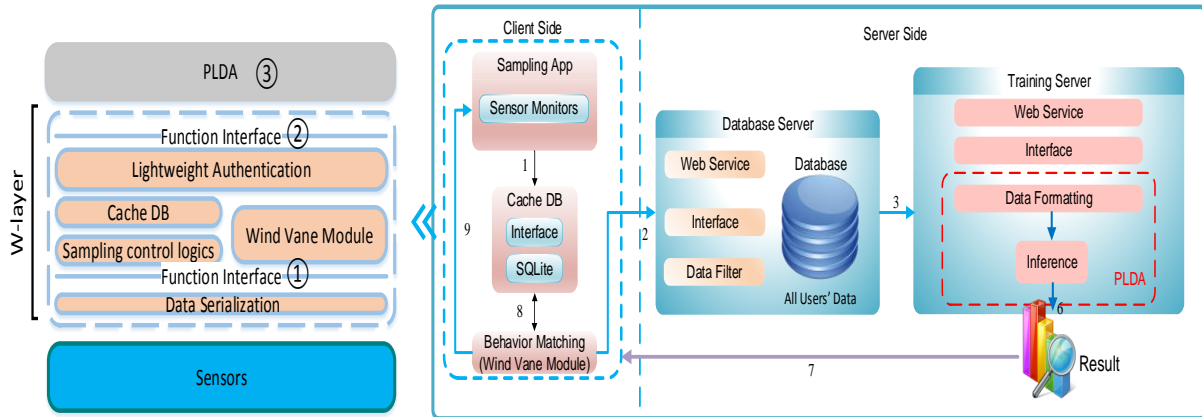 PLDA ③
W-layer
Function Interface ②
Lightweight Authentication
Cache DB
Wind Vane Module
Sampling control logics
Function Interface ①
Data Serialization
Sensors
Client Side
Sampling App
Sensor Monitors
1
Cache DB
Interface
SQLite
9
8
Behavior Matching
(Wind Vane Module)
2
Server Side
Database Server
Web Service
Database
Interface
Data Filter
All Users' Data
3
Training Server
Web Service
Interface
Data Formatting
Inference
PLDA
6
Result
7